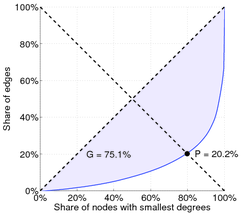 100%
80%
60%
40%
20%
0%
Share of edges
G = 75.1%
P = 20.2%
0% 20% 40% 60% 80% 100%
Share of nodes with smallest degrees